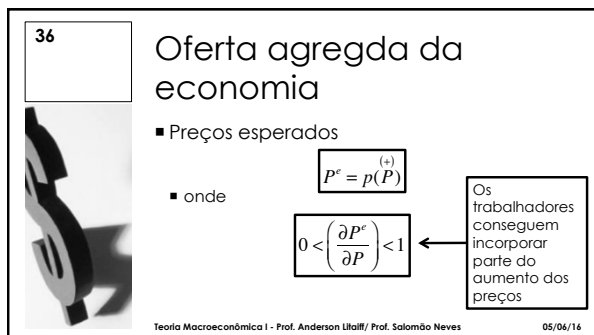 36
Oferta agregda da
economia
▪ Preços esperados
(+)
P^e = p(P)
▪ onde
0 < (∂P^e / ∂P) < 1
Os
trabalhadores
conseguem
incorporar
parte do
aumento dos
preços
Teoria Macroeconômica I - Prof. Anderson Litaiff/ Prof. Salomão Neves 05/06/16